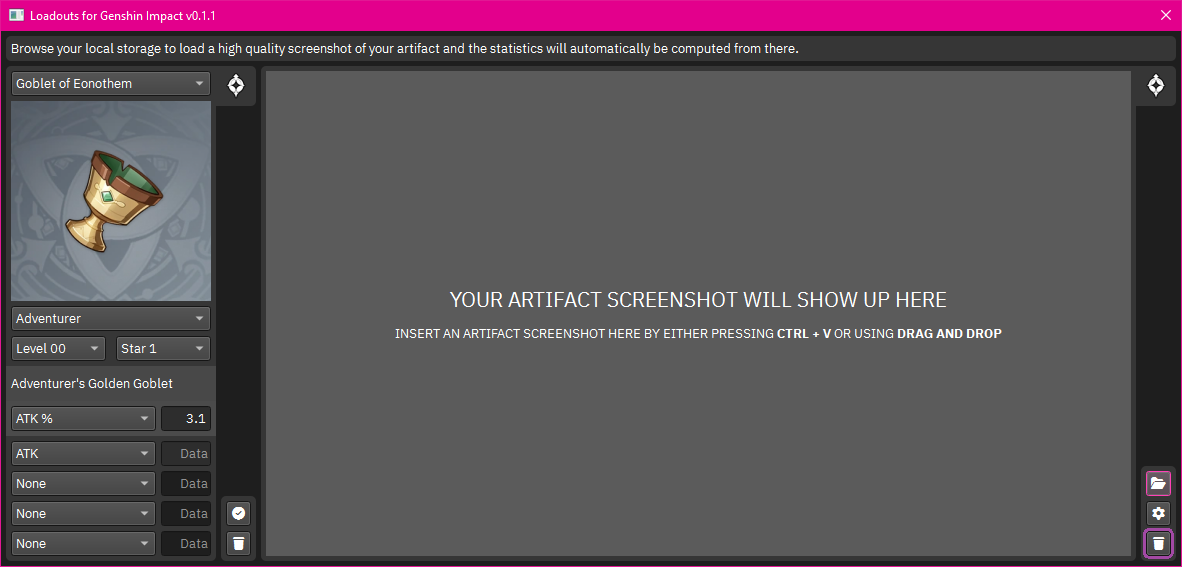 Loadouts for Genshin Impact v0.1.1
Browse your local storage to load a high quality screenshot of your artifact and the statistics will automatically be computed from there.
Goblet of Eonothem
Adventurer
Level 00 Star 1
Adventurer's Golden Goblet
ATK % 3.1
ATK Data
None Data
None Data
None Data
YOUR ARTIFACT SCREENSHOT WILL SHOW UP HERE
INSERT AN ARTIFACT SCREENSHOT HERE BY EITHER PRESSING CTRL + V OR USING DRAG AND DROP